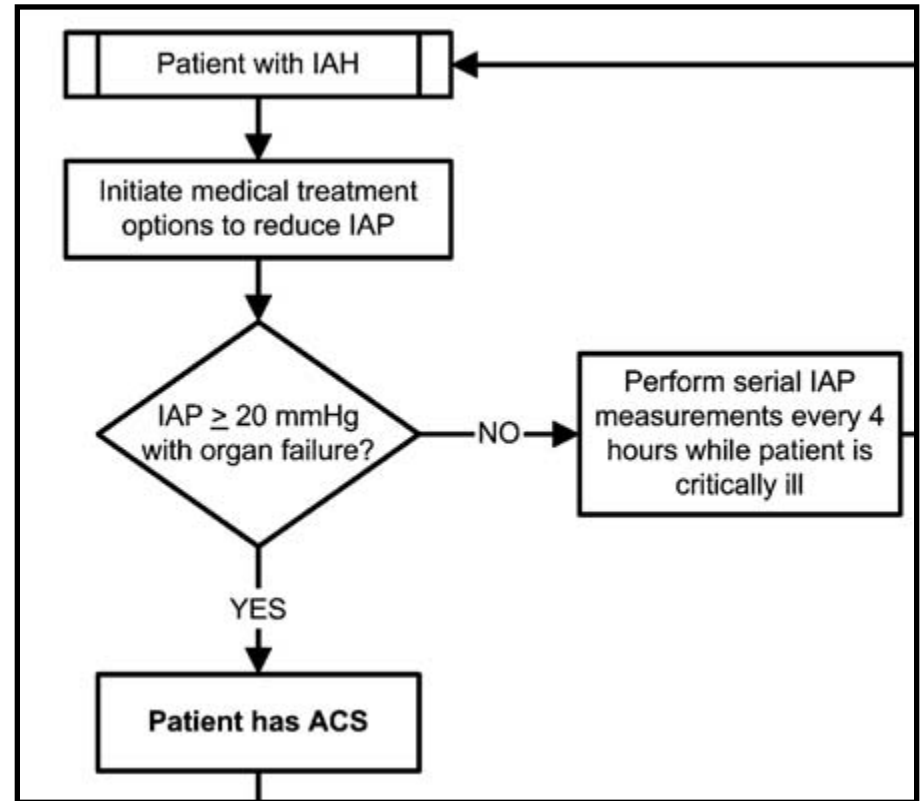 Patient with IAH
Initiate medical treatment
options to reduce IAP
IAP ≥ 20 mmHg
with organ failure?
NO
Perform serial IAP
measurements every 4
hours while patient is
critically ill
YES
Patient has ACS